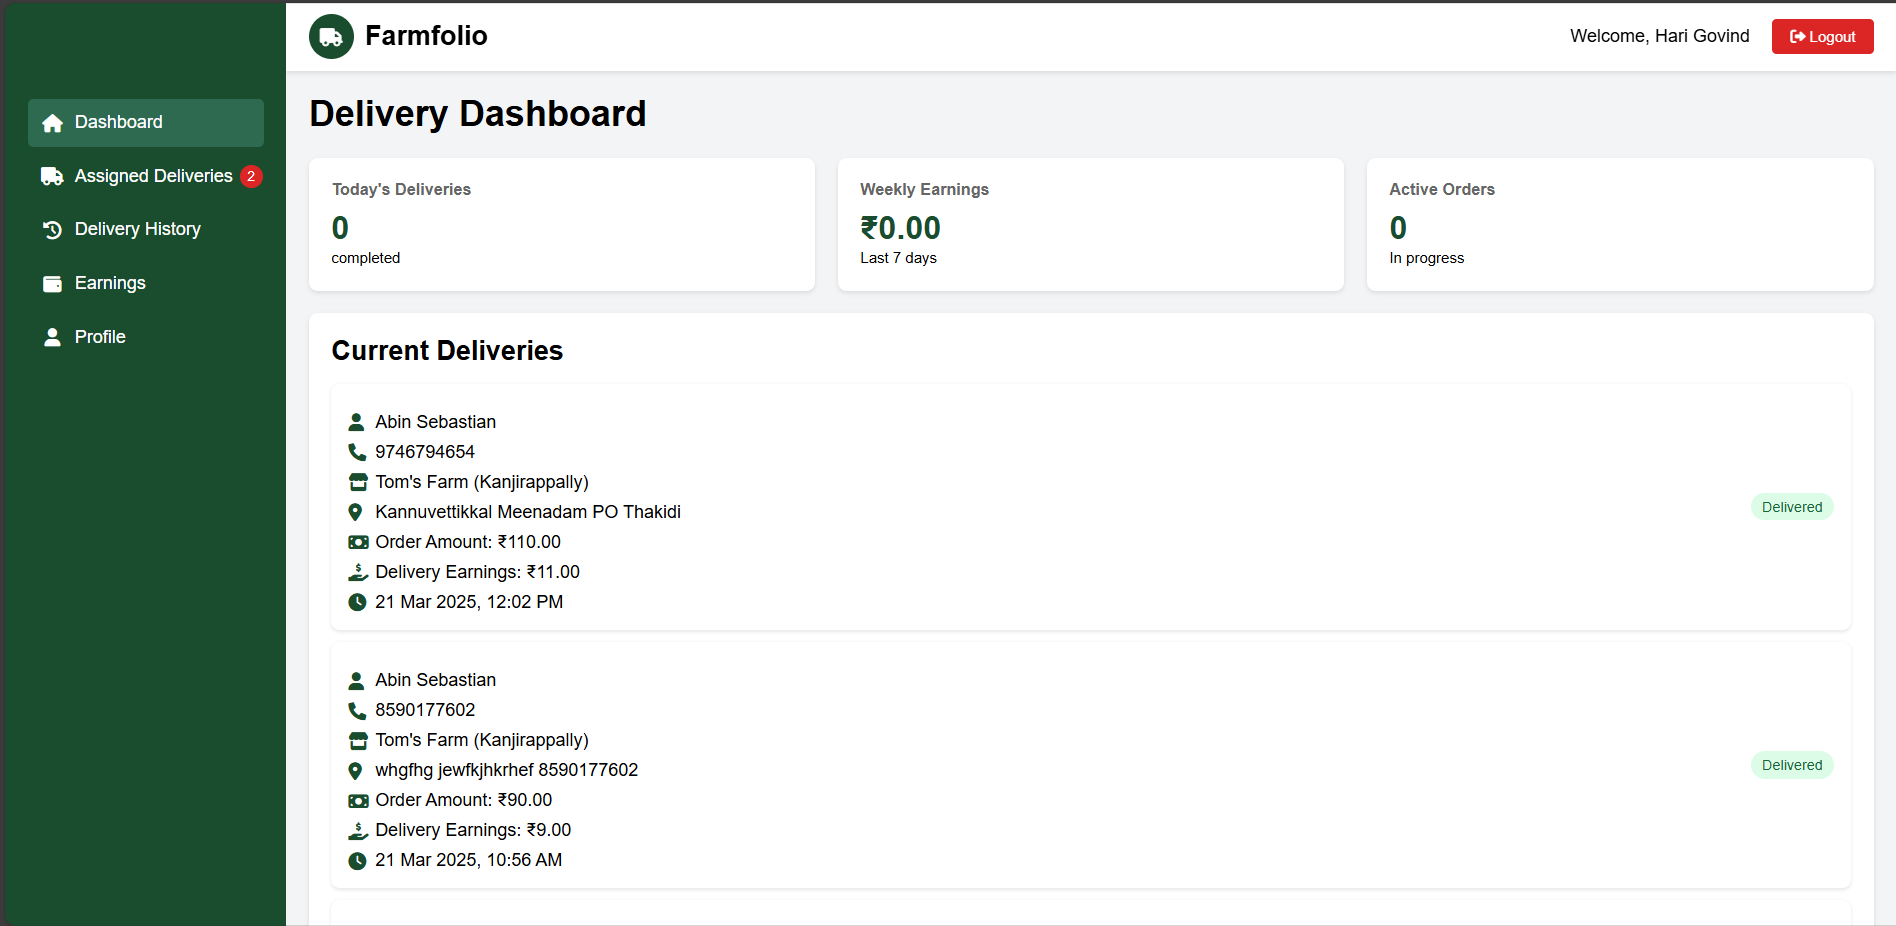 Farmfolio
Welcome, Hari Govind
Logout
Dashboard
Assigned Deliveries 2
Delivery History
Earnings
Profile
Delivery Dashboard
Today's Deliveries
0
completed
Weekly Earnings
₹0.00
Last 7 days
Active Orders
0
In progress
Current Deliveries
Abin Sebastian
9746794654
Tom's Farm (Kanjirappally)
Kannuvettikkal Meenadam PO Thakidi
Order Amount: ₹110.00
Delivery Earnings: ₹11.00
21 Mar 2025, 12:02 PM
Delivered
Abin Sebastian
8590177602
Tom's Farm (Kanjirappally)
whgfhg jewfkjhkrhef 8590177602
Order Amount: ₹90.00
Delivery Earnings: ₹9.00
21 Mar 2025, 10:56 AM
Delivered